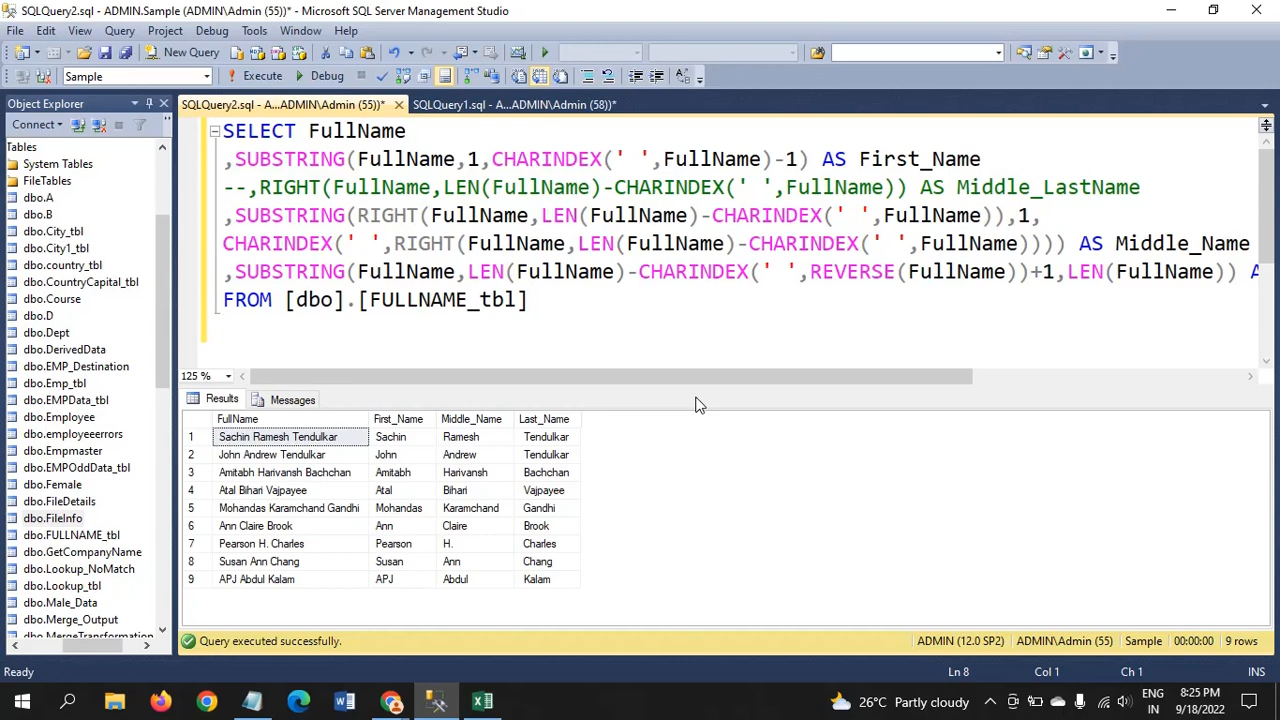 SQLQuery2.sql - ADMIN.Sample (ADMIN\Admin (55))* - Microsoft SQL Server Management Studio
File Edit View Query Project Debug Tools Window Help
New Query
Sample Execute Debug
Object Explorer SQLQuery2.sql - A...ADMIN\Admin (55))* SQLQuery1.sql - A...ADMIN\Admin (58))*
Connect
Tables
System Tables
FileTables
dbo.A
dbo.B
dbo.City_tbl
dbo.City1_tbl
dbo.country_tbl
dbo.CountryCapital_tbl
dbo.Course
dbo.D
dbo.Dept
dbo.DerivedData
dbo.EMP_Destination
dbo.Emp_tbl
dbo.EMPData_tbl
dbo.Employee
dbo.employeeerrors
dbo.Empmaster
dbo.EMPOddData_tbl
dbo.Female
dbo.FileDetails
dbo.FileInfo
dbo.FULLNAME_tbl
dbo.GetCompanyName
dbo.Lookup_NoMatch
dbo.Lookup_tbl
dbo.Male_Data
dbo.Merge_Output
dbo.MergeTransformation
SELECT FullName
,SUBSTRING(FullName,1,CHARINDEX(' ',FullName)-1) AS First_Name
--,RIGHT(FullName,LEN(FullName)-CHARINDEX(' ',FullName)) AS Middle_LastName
,SUBSTRING(RIGHT(FullName,LEN(FullName)-CHARINDEX(' ',FullName)),1,
CHARINDEX(' ',RIGHT(FullName,LEN(FullName)-CHARINDEX(' ',FullName)))) AS Middle_Name
,SUBSTRING(FullName,LEN(FullName)-CHARINDEX(' ',REVERSE(FullName))+1,LEN(FullName)) A
FROM [dbo].[FULLNAME_tbl]
125 %
Results Messages
FullName First_Name Middle_Name Last_Name
1 Sachin Ramesh Tendulkar Sachin Ramesh Tendulkar
2 John Andrew Tendulkar John Andrew Tendulkar
3 Amitabh Harivansh Bachchan Amitabh Harivansh Bachchan
4 Atal Bihari Vajpayee Atal Bihari Vajpayee
5 Mohandas Karamchand Gandhi Mohandas Karamchand Gandhi
6 Ann Claire Brook Ann Claire Brook
7 Pearson H. Charles Pearson H. Charles
8 Susan Ann Chang Susan Ann Chang
9 APJ Abdul Kalam APJ Abdul Kalam
Query executed successfully. ADMIN (12.0 SP2) ADMIN\Admin (55) Sample 00:00:00 9 rows
Ready Ln 8 Col 1 Ch 1 INS
26°C Partly cloudy ENG IN 8:25 PM 9/18/2022